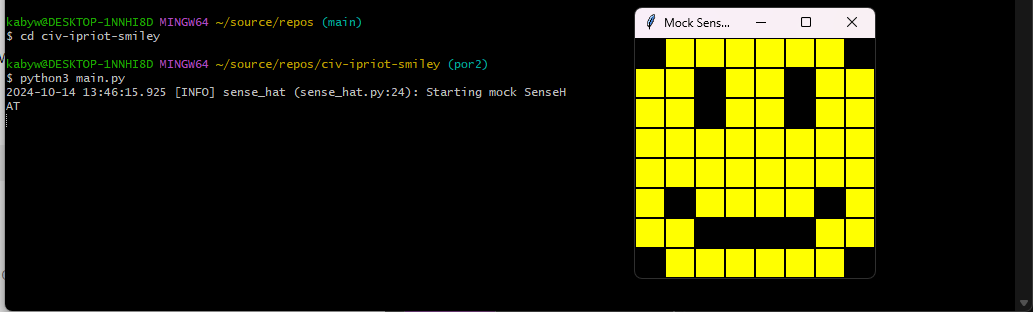 kabyw@DESKTOP-1NNHI8D MINGW64 ~/source/repos (main)
$ cd civ-ipriot-smiley
kabyw@DESKTOP-1NNHI8D MINGW64 ~/source/repos/civ-ipriot-smiley (por2)
$ python3 main.py
2024-10-14 13:46:15.925 [INFO] sense_hat (sense_hat.py:24): Starting mock SenseH
AT
Mock Sens...